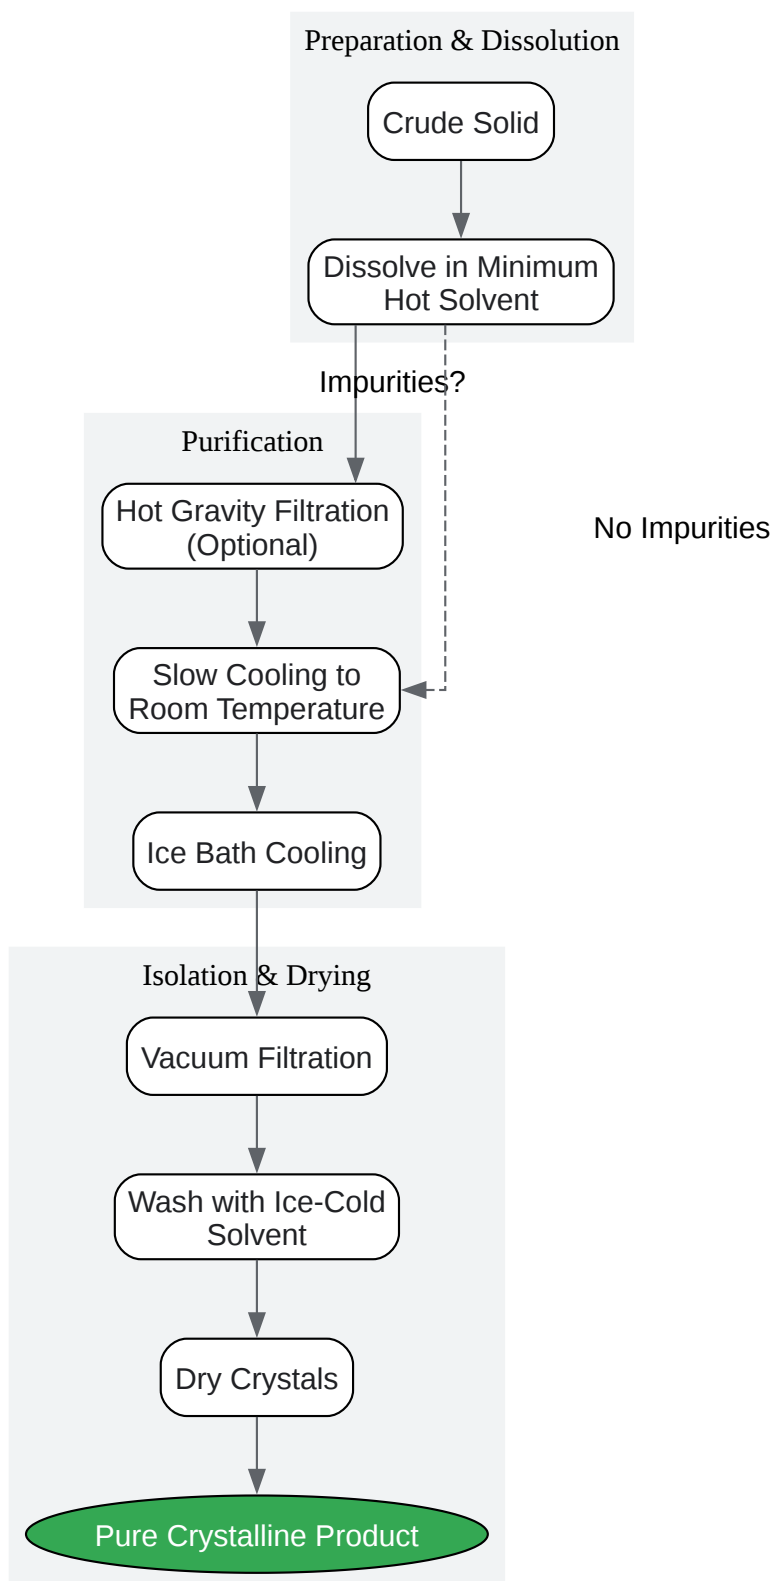 Preparation & Dissolution
Crude Solid
Dissolve in Minimum
Hot Solvent
Impurities?
Purification
Hot Gravity Filtration
(Optional)
No Impurities
Slow Cooling to
Room Temperature
Ice Bath Cooling
Isolation & Drying
Vacuum Filtration
Wash with Ice-Cold
Solvent
Dry Crystals
Pure Crystalline Product